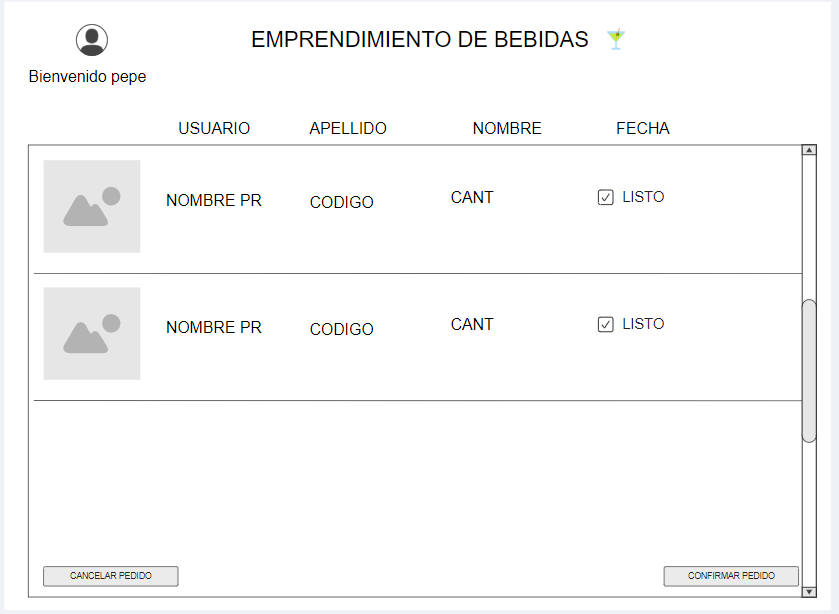 EMPRENDIMIENTO DE BEBIDAS
Bienvenido pepe
USUARIO APELLIDO NOMBRE FECHA
NOMBRE PR CODIGO CANT LISTO
NOMBRE PR CODIGO CANT LISTO
CANCELAR PEDIDO CONFIRMAR PEDIDO